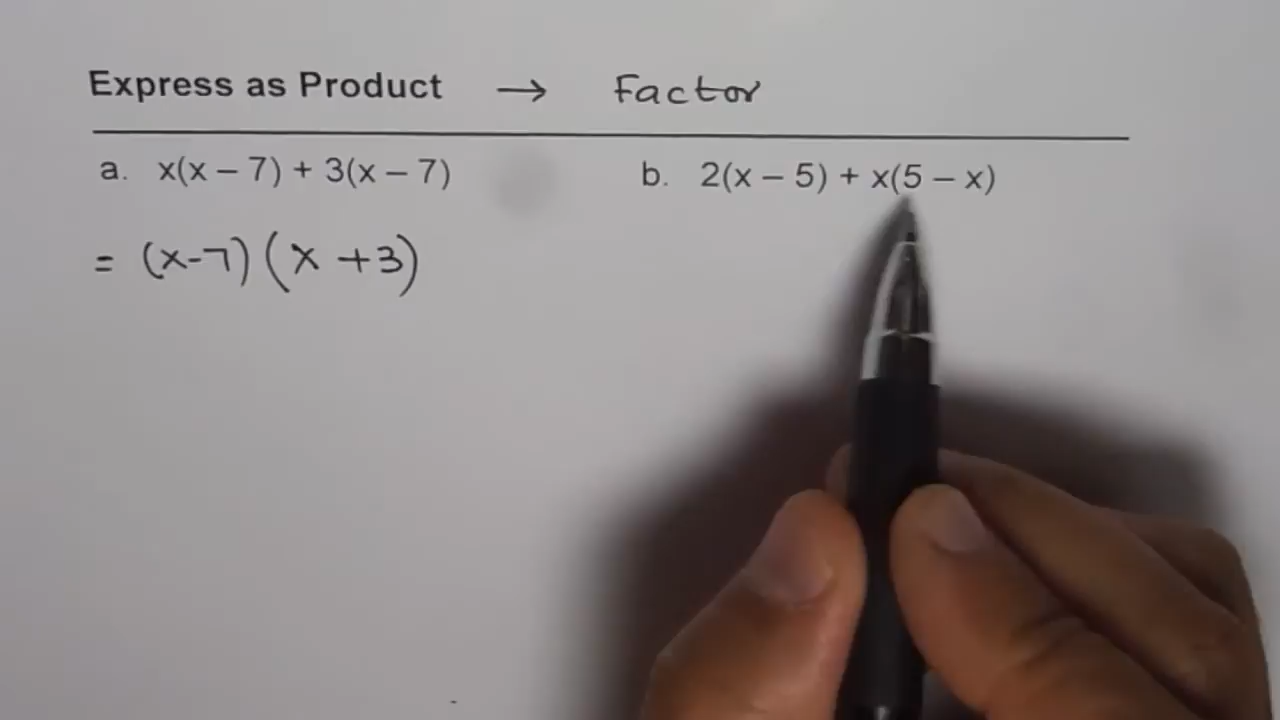 Express as Product → Factor
a. x(x – 7) + 3(x – 7)
b. 2(x – 5) + x(5 – x)
= (x-7)(x +3)